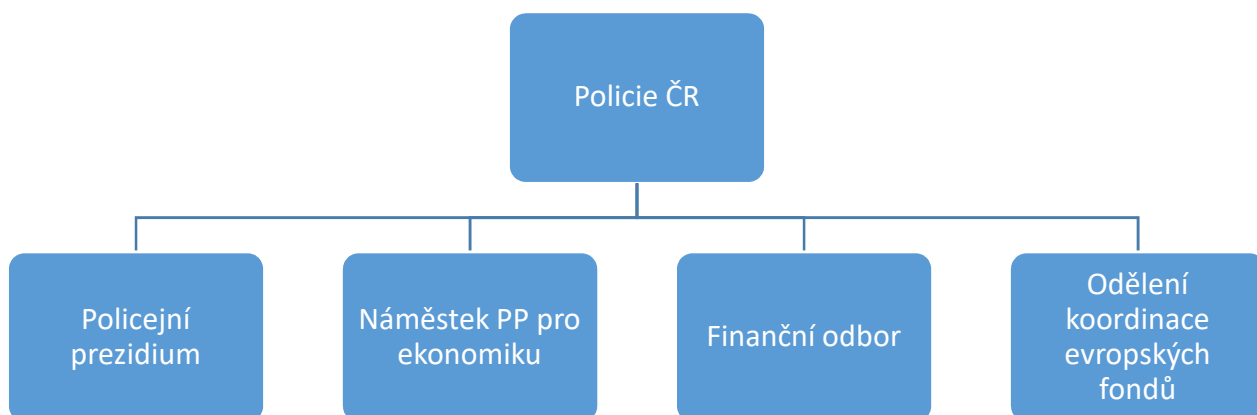 Policie ČR
Policejní
prezidium
Náměstek PP pro
ekonomiku
Finanční odbor
Odělení
koordinace
evropských
fondů